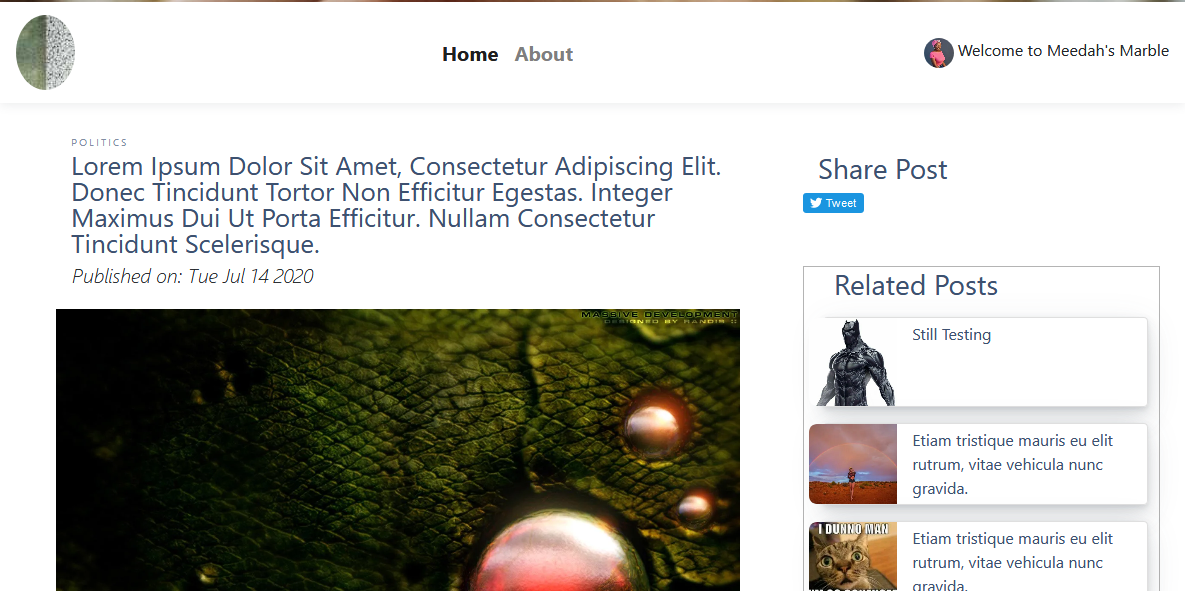 Home About
Welcome to Meedah's Marble
POLITICS
Lorem Ipsum Dolor Sit Amet, Consectetur Adipiscing Elit.
Donec Tincidunt Tortor Non Efficitur Egestas. Integer
Maximus Dui Ut Porta Efficitur. Nullam Consectetur
Tincidunt Scelerisque.
Published on: Tue Jul 14 2020
MASSIVE DEVELOPMENT
DESIGNED BY RANDIS
Share Post
Tweet
Related Posts
Still Testing
Etiam tristique mauris eu elit
rutrum, vitae vehicula nunc
gravida.
I DUNNO MAN
Etiam tristique mauris eu elit
rutrum, vitae vehicula nunc
gravida.